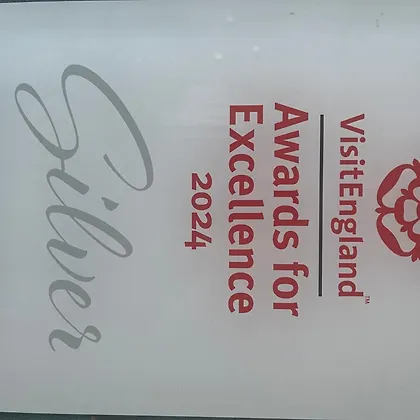 VisitEngland™
Awards for
Excellence
2024
Silver